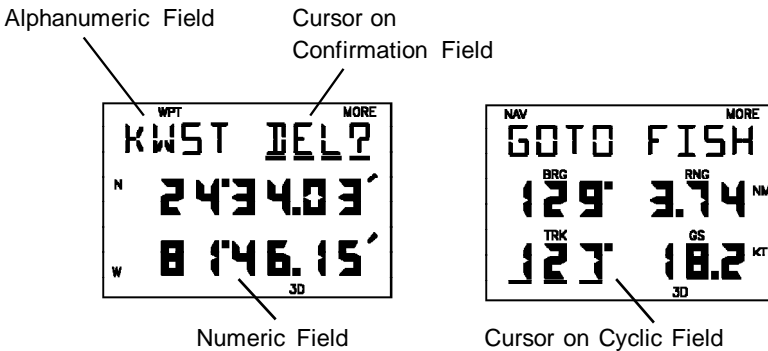 Alphanumeric Field
Cursor on
Confirmation Field
WPT MORE
KWST DEL?
N 24°34.03′
W 81°46.15′
3D
Numeric Field
NAV MORE
GOTO FISH
BRG RNG
129° 3.74 NM
TRK GS
127° 18.2 KT
3D
Cursor on Cyclic Field